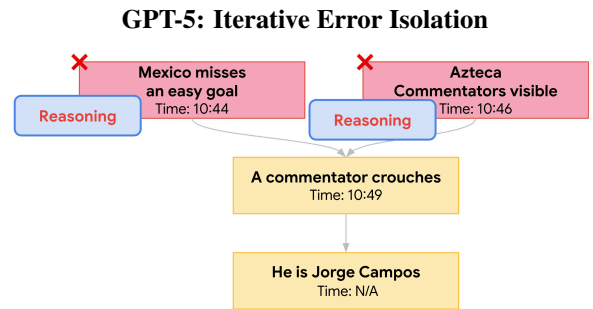 GPT-5: Iterative Error Isolation
Mexico misses
an easy goal
Time: 10:44
Reasoning
Azteca
Commentators visible
Time: 10:46
Reasoning
A commentator crouches
Time: 10:49
He is Jorge Campos
Time: N/A